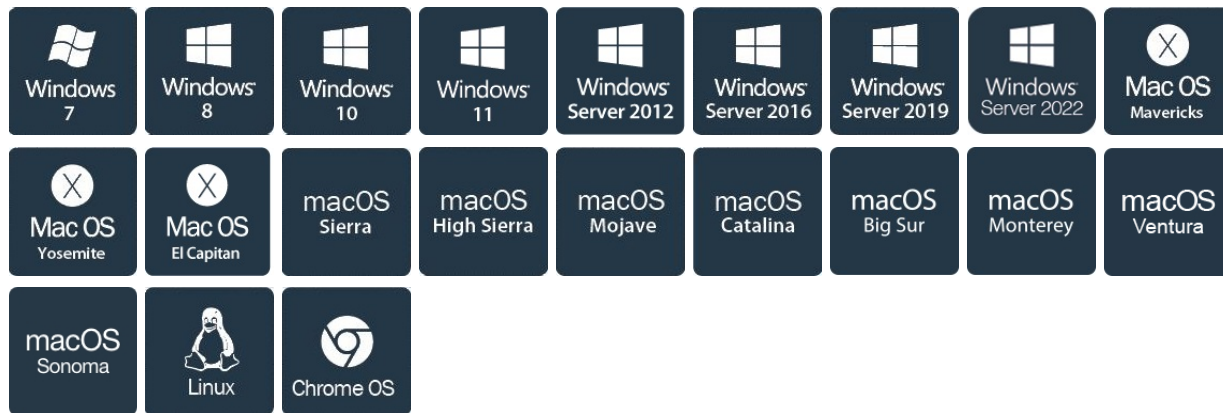 Windows
7
Windows
8
Windows
10
Windows
11
Windows
Server 2012
Windows
Server 2016
Windows
Server 2019
Windows
Server 2022
X
Mac OS
Mavericks
X
Mac OS
Yosemite
X
Mac OS
El Capitan
macOS
Sierra
macOS
High Sierra
macOS
Mojave
macOS
Catalina
macOS
Big Sur
macOS
Monterey
macOS
Ventura
macOS
Sonoma
Linux
Chrome OS